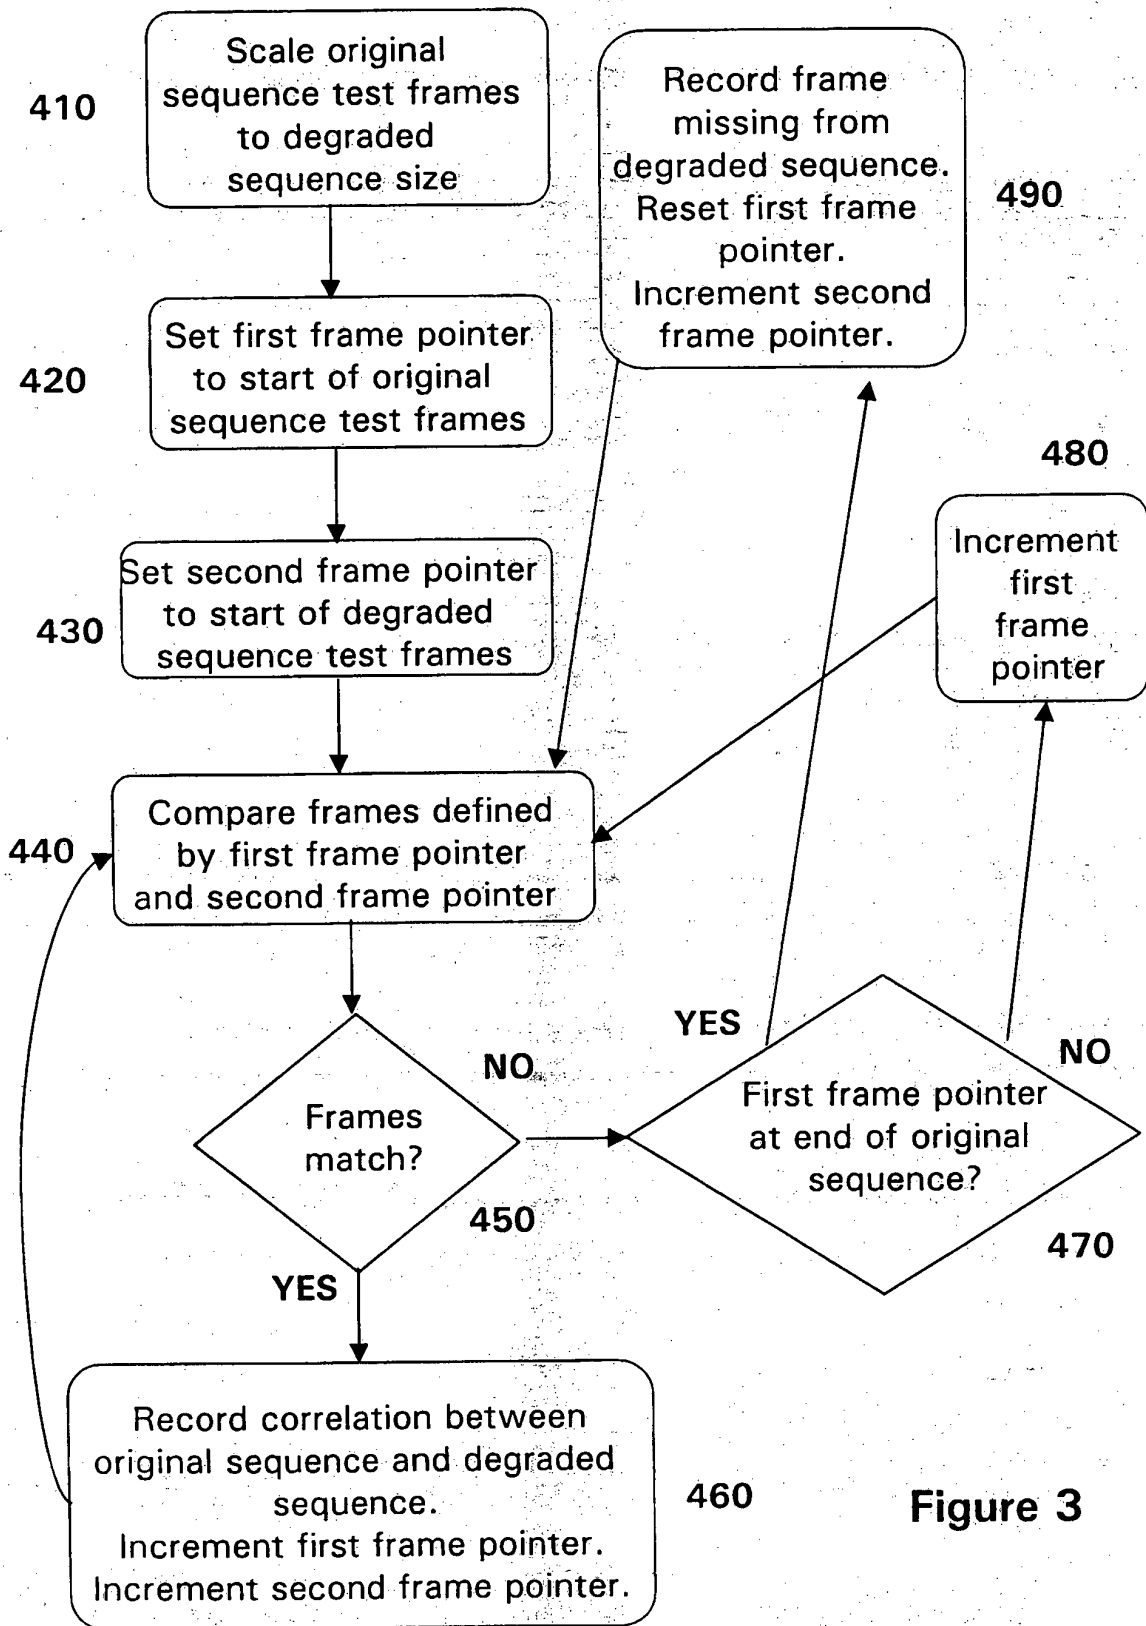 410
Scale original
sequence test frames
to degraded
sequence size
Record frame
missing from
degraded sequence.
Reset first frame
pointer.
Increment second
frame pointer.
490
420
Set first frame pointer
to start of original
sequence test frames
480
Increment
first
frame
pointer
430
Set second frame pointer
to start of degraded
sequence test frames
440
Compare frames defined
by first frame pointer
and second frame pointer
Frames
match?
NO
450
YES
YES
NO
First frame pointer
at end of original
sequence?
470
Record correlation between
original sequence and degraded
sequence.
Increment first frame pointer.
Increment second frame pointer.
460
Figure 3